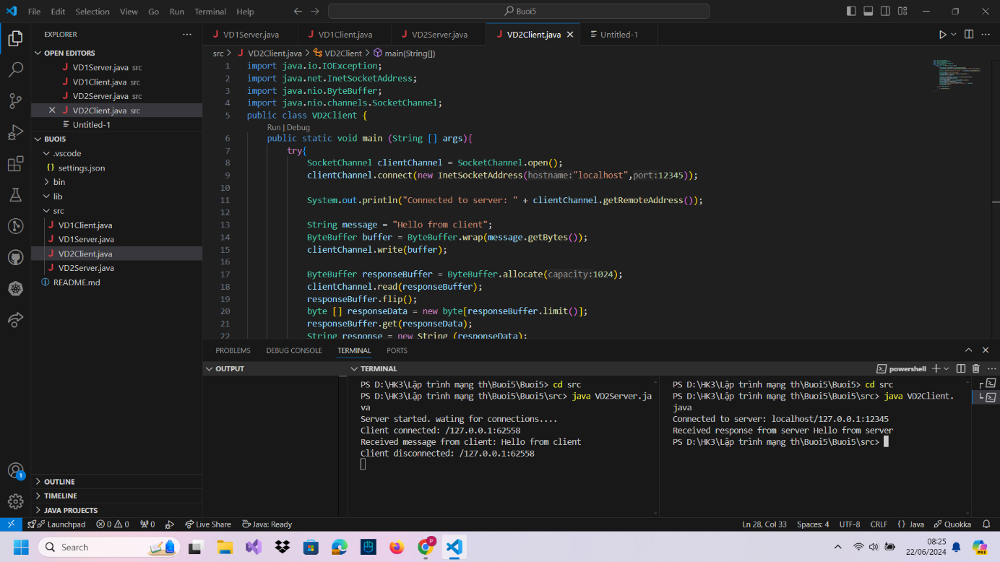 File Edit Selection View Go Run Terminal Help
Buoi5
EXPLORER
OPEN EDITORS
VD1Server.java src
VD1Client.java src
VD2Server.java src
VD2Client.java src
Untitled-1
BUOI5
.vscode
{} settings.json
bin
lib
src
VD1Client.java
VD1Server.java
VD2Client.java
VD2Server.java
README.md
OUTLINE
TIMELINE
JAVA PROJECTS
VD1Server.java VD1Client.java VD2Server.java VD2Client.java Untitled-1
src > VD2Client.java > VD2Client > main(String[])
1 import java.io.IOException;
2 import java.net.InetSocketAddress;
3 import java.nio.ByteBuffer;
4 import java.nio.channels.SocketChannel;
5 public class VD2Client {
Run | Debug
6 public static void main (String [] args){
7 try{
8 SocketChannel clientChannel = SocketChannel.open();
9 clientChannel.connect(new InetSocketAddress(hostname:"localhost",port:12345));
10
11 System.out.println("Connected to server: " + clientChannel.getRemoteAddress());
12
13 String message = "Hello from client";
14 ByteBuffer buffer = ByteBuffer.wrap(message.getBytes());
15 clientChannel.write(buffer);
16
17 ByteBuffer responseBuffer = ByteBuffer.allocate(capacity:1024);
18 clientChannel.read(responseBuffer);
19 responseBuffer.flip();
20 byte [] responseData = new byte[responseBuffer.limit()];
21 responseBuffer.get(responseData);
22 String response = new String (responseData);
PROBLEMS DEBUG CONSOLE TERMINAL PORTS
OUTPUT
TERMINAL
powershell
PS D:\HK3\Lập trình mạng th\Buoi5\Buoi5> cd src
PS D:\HK3\Lập trình mạng th\Buoi5\Buoi5\src> java VD2Server.ja
va
Server started. wating for connections....
Client connected: /127.0.0.1:62558
Received message from client: Hello from client
Client disconnected: /127.0.0.1:62558
PS D:\HK3\Lập trình mạng th\Buoi5\Buoi5> cd src
PS D:\HK3\Lập trình mạng th\Buoi5\Buoi5\src> java VD2Client.
java
Connected to server: localhost/127.0.0.1:12345
Received response from server Hello from server
PS D:\HK3\Lập trình mạng th\Buoi5\Buoi5\src>
1
Launchpad 0 0 0 Live Share Java: Ready
Ln 28, Col 33 Spaces: 4 UTF-8 CRLF {} Java Quokka
Search
P
08:25
22/06/2024
PRE